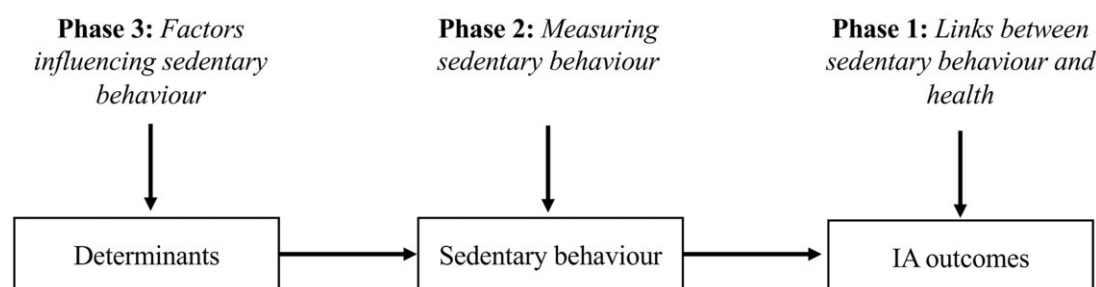 Phase 3: Factors
influencing sedentary
behaviour
Phase 2: Measuring
sedentary behaviour
Phase 1: Links between
sedentary behaviour and
health
Determinants
Sedentary behaviour
IA outcomes